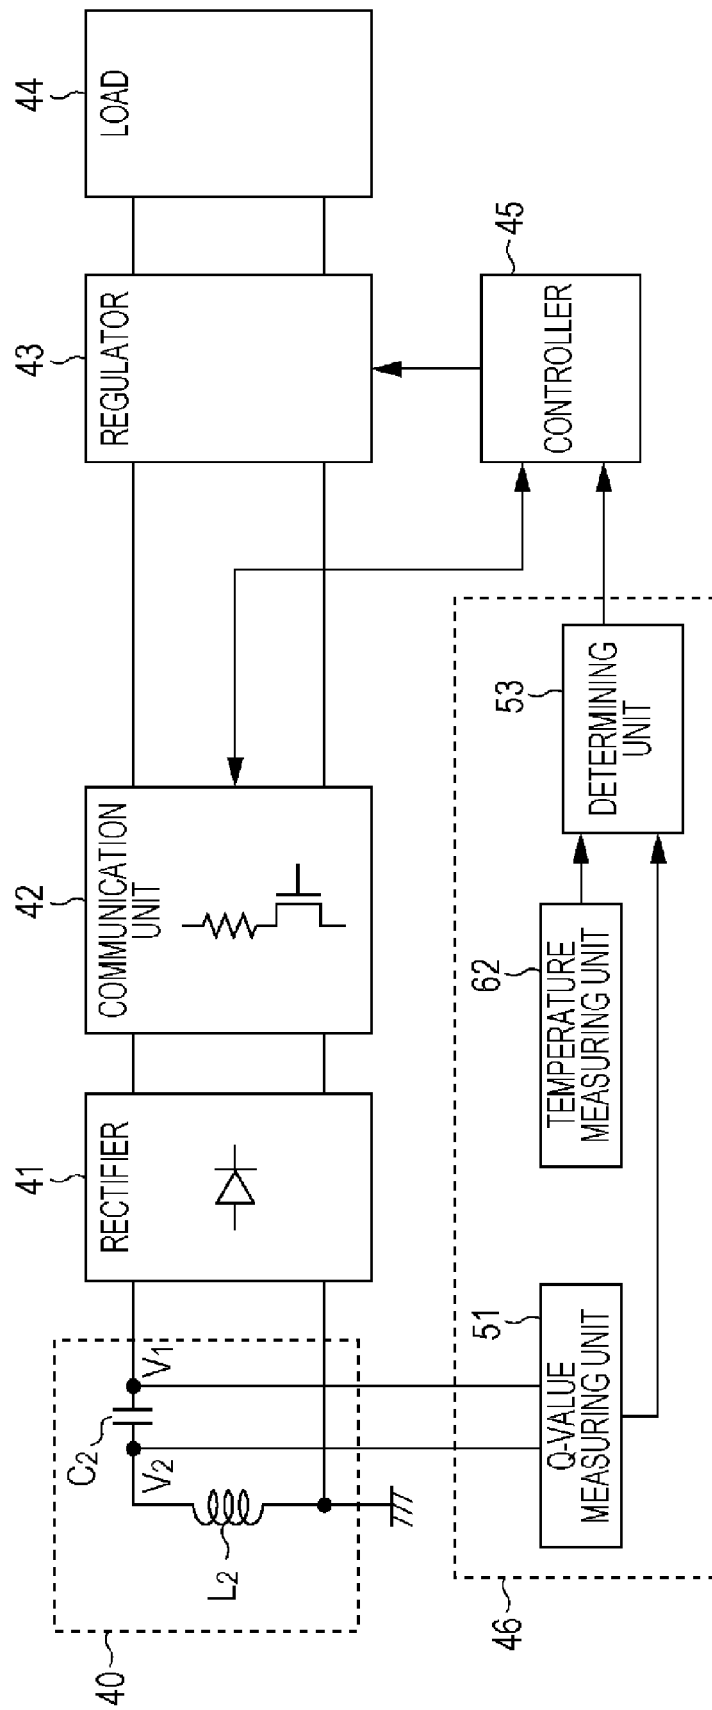 40
C2
V2
V1
L2
41
RECTIFIER
42
COMMUNICATION
UNIT
43
REGULATOR
44
LOAD
46
51
Q-VALUE
MEASURING UNIT
62
TEMPERATURE
MEASURING UNIT
53
DETERMINING
UNIT
45
CONTROLLER